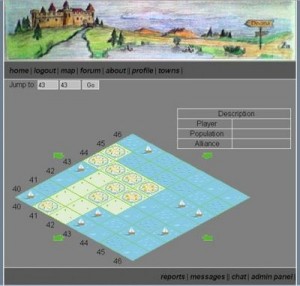 home | logout | map | forum | about || profile | towns |
Jump to: 43 43 Go
Description
Player
Population
Alliance
46
45
44
43
42
41
40
40
41
42
43
44
45
46
reports | messages || chat | admin panel |